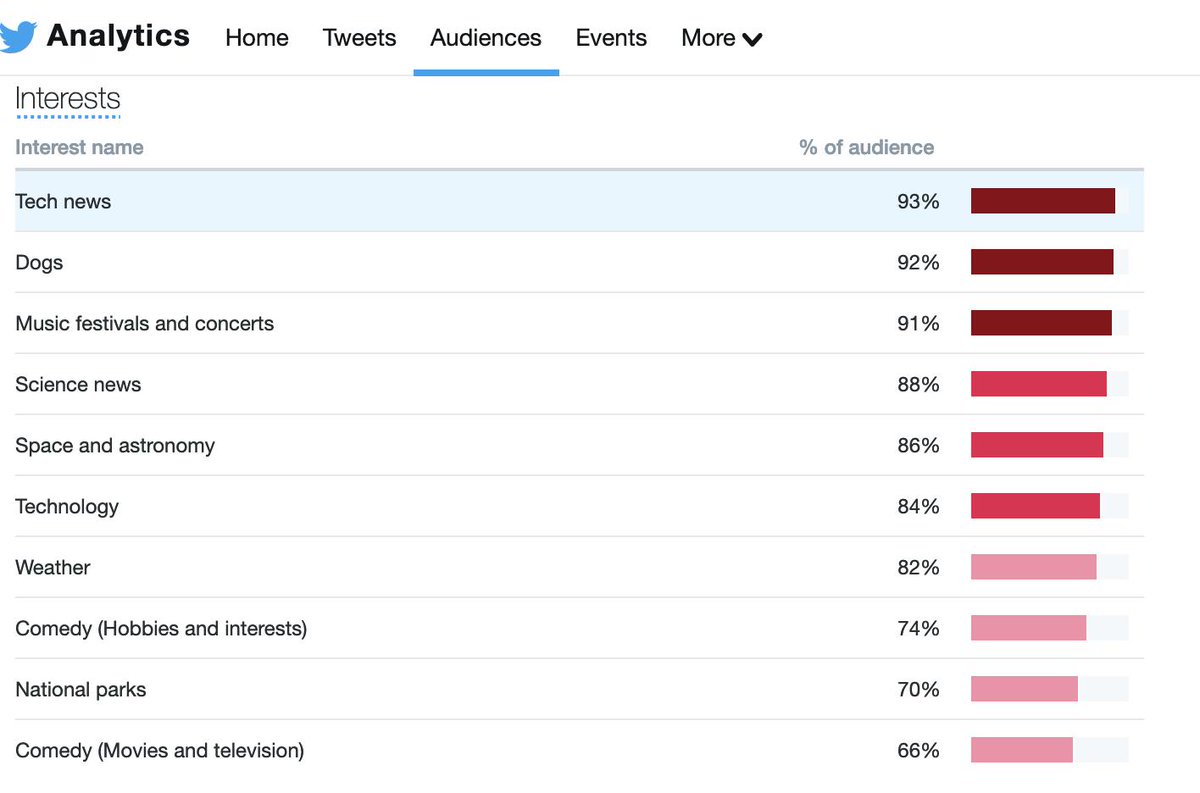 Analytics Home Tweets Audiences Events More
Interests
Interest name % of audience
Tech news 93%
Dogs 92%
Music festivals and concerts 91%
Science news 88%
Space and astronomy 86%
Technology 84%
Weather 82%
Comedy (Hobbies and interests) 74%
National parks 70%
Comedy (Movies and television) 66%